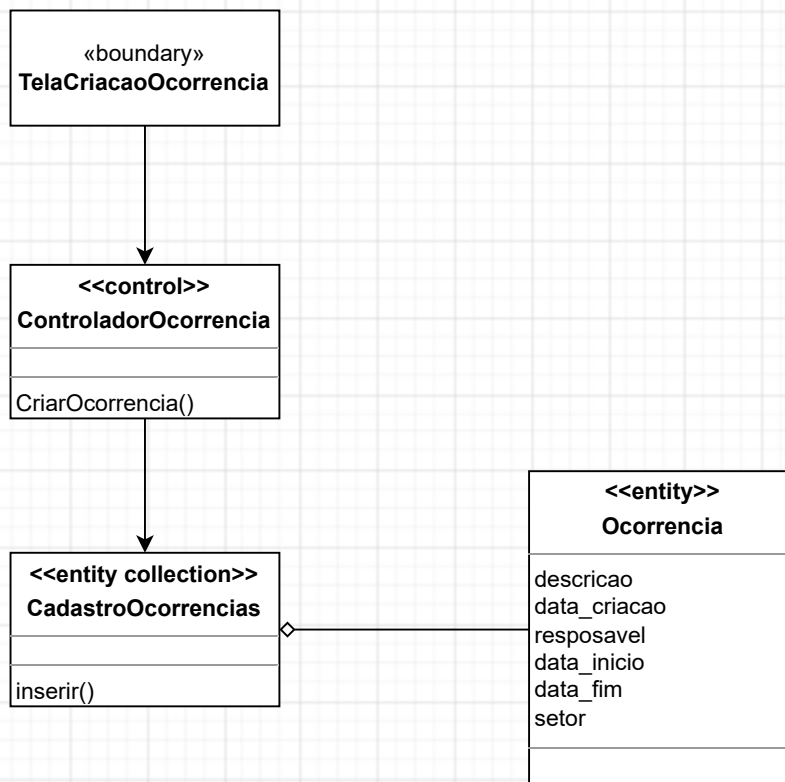 «boundary»
TelaCriacaoOcorrencia
<<control>>
ControladorOcorrencia
CriarOcorrencia()
<<entity collection>>
CadastroOcorrencias
inserir()
<<entity>>
Ocorrencia
descricao
data_criacao
resposavel
data_inicio
data_fim
setor